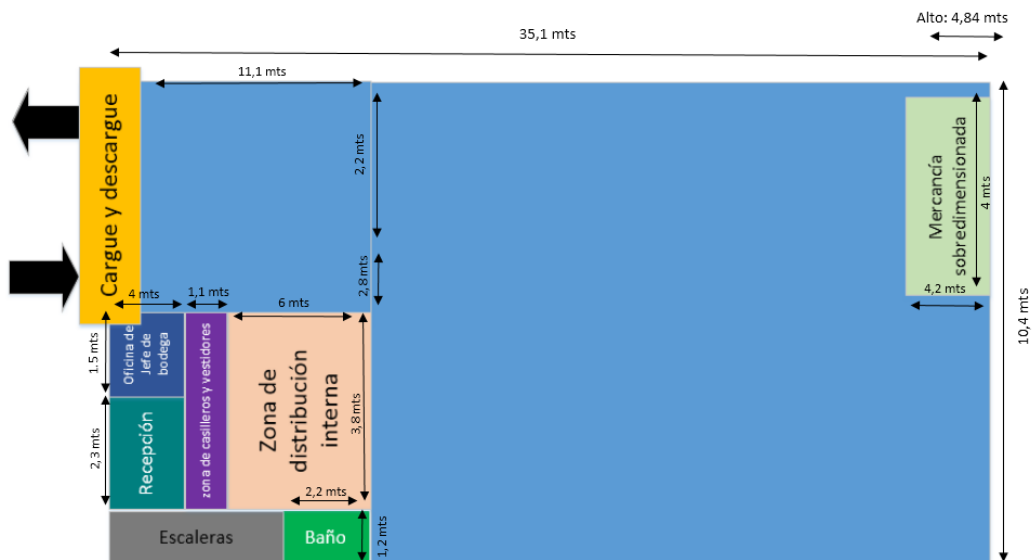 Alto: 4,84 mts
35,1 mts
11,1 mts
Cargue y descargue
2,2 mts
Mercancía
sobredimensionada
4 mts
2,8 mts
4,2 mts
10,4 mts
4 mts
1,1 mts
6 mts
1.5 mts
Oficina de
Jefe de
bodega
zona de casilleros y vestidores
Zona de
distribución
interna
3,8 mts
2,3 mts
Recepción
2,2 mts
Escaleras
Baño
1,2 mts